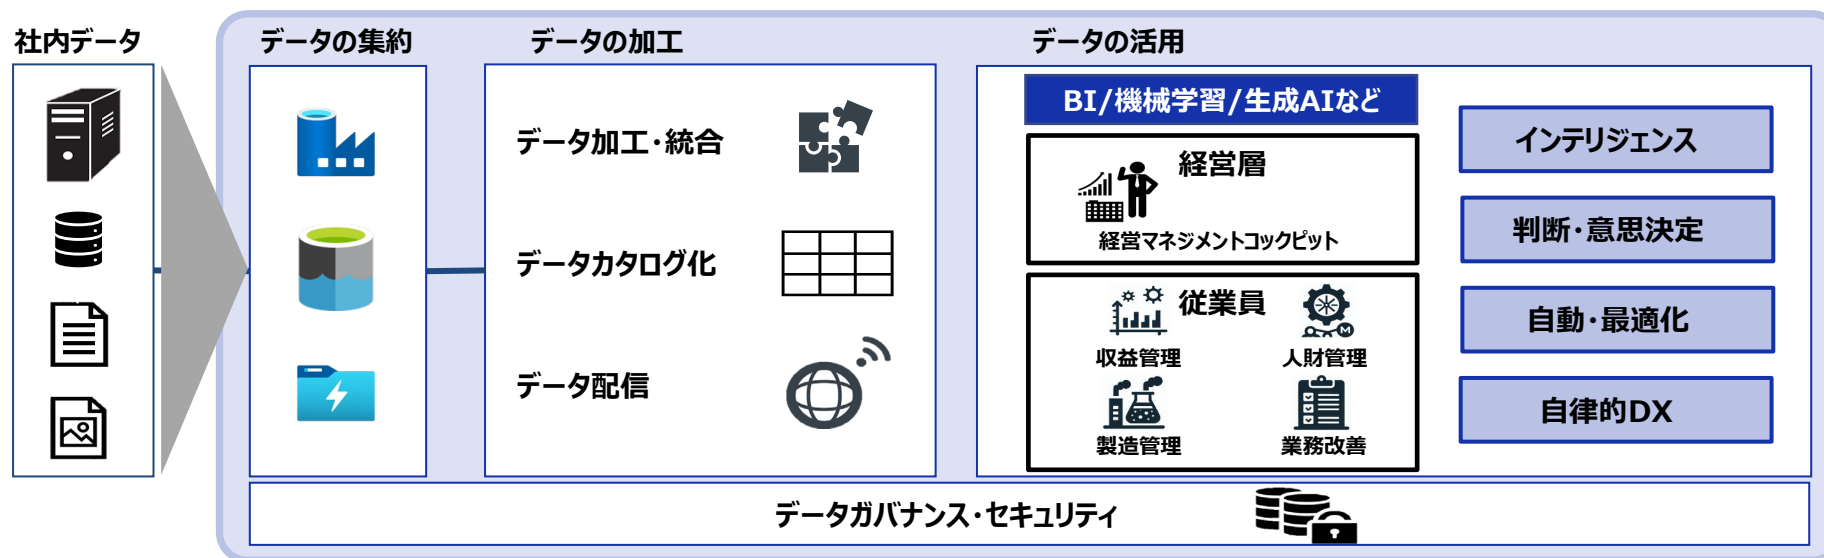 社内データ
データの集約
データの加工
データの活用
データ加工・統合
データカタログ化
データ配信
BI/機械学習/生成AIなど
経営層
経営マネジメントコックピット
従業員
収益管理
人財管理
製造管理
業務改善
インテリジェンス
判断・意思決定
自動・最適化
自律的DX
データガバナンス・セキュリティ